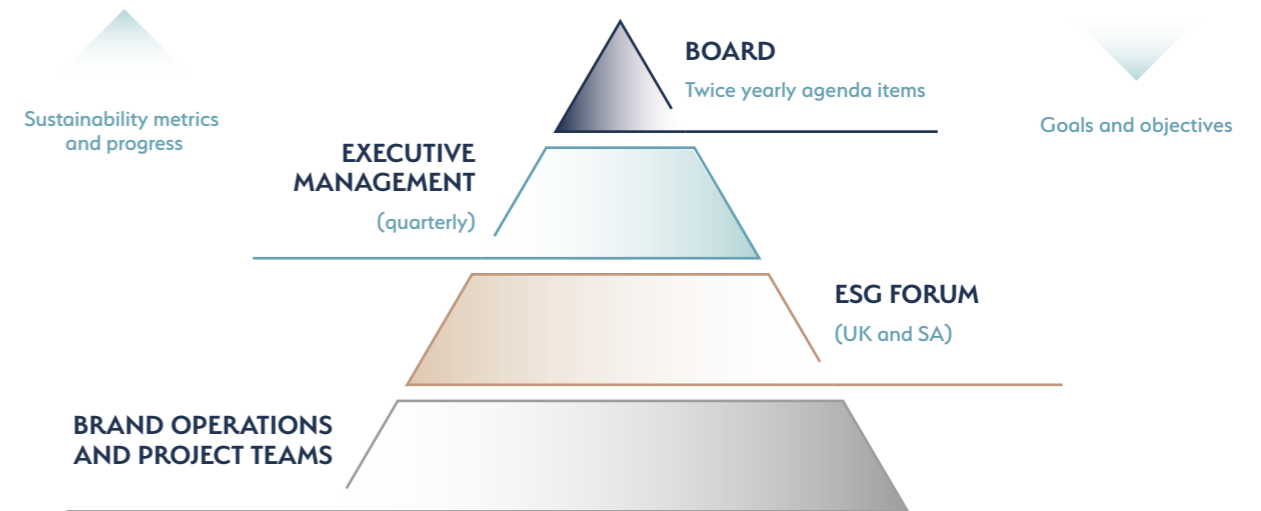 BOARD
Twice yearly agenda items
Sustainability metrics
and progress
Goals and objectives
EXECUTIVE
MANAGEMENT
(quarterly)
ESG FORUM
(UK and SA)
BRAND OPERATIONS
AND PROJECT TEAMS